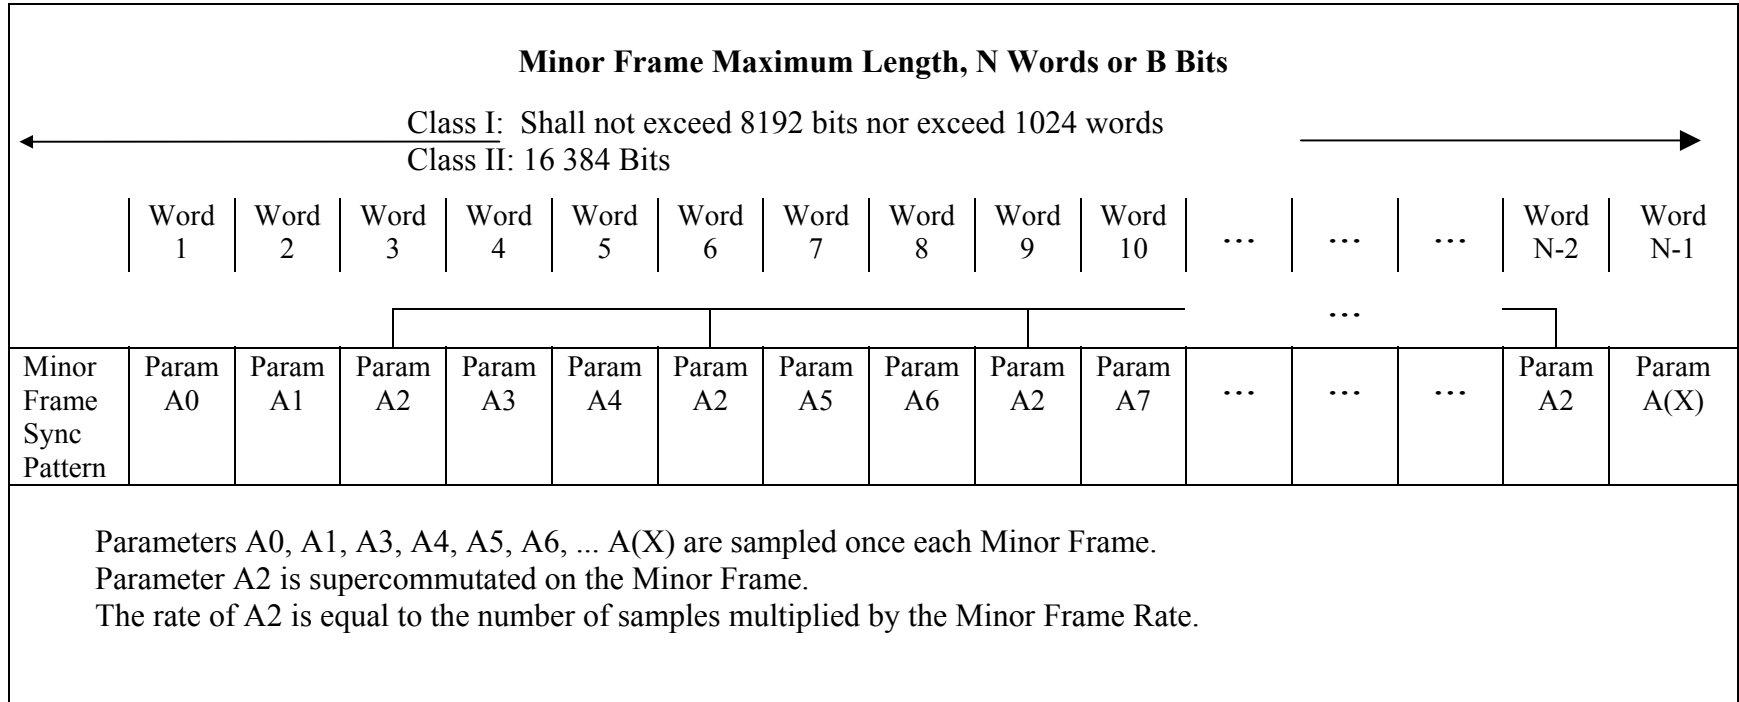 Minor Frame Maximum Length, N Words or B Bits
Class I:  Shall not exceed 8192 bits nor exceed 1024 words
Class II: 16 384 Bits
Word Word Word Word Word Word Word Word Word Word ... ... ... Word Word
1 2 3 4 5 6 7 8 9 10 N-2 N-1
...
Minor Param Param Param Param Param Param Param Param Param Param ... ... ... Param Param
Frame A0 A1 A2 A3 A4 A2 A5 A6 A2 A7 A2 A(X)
Sync
Pattern
Parameters A0, A1, A3, A4, A5, A6, ... A(X) are sampled once each Minor Frame.
Parameter A2 is supercommutated on the Minor Frame.
The rate of A2 is equal to the number of samples multiplied by the Minor Frame Rate.